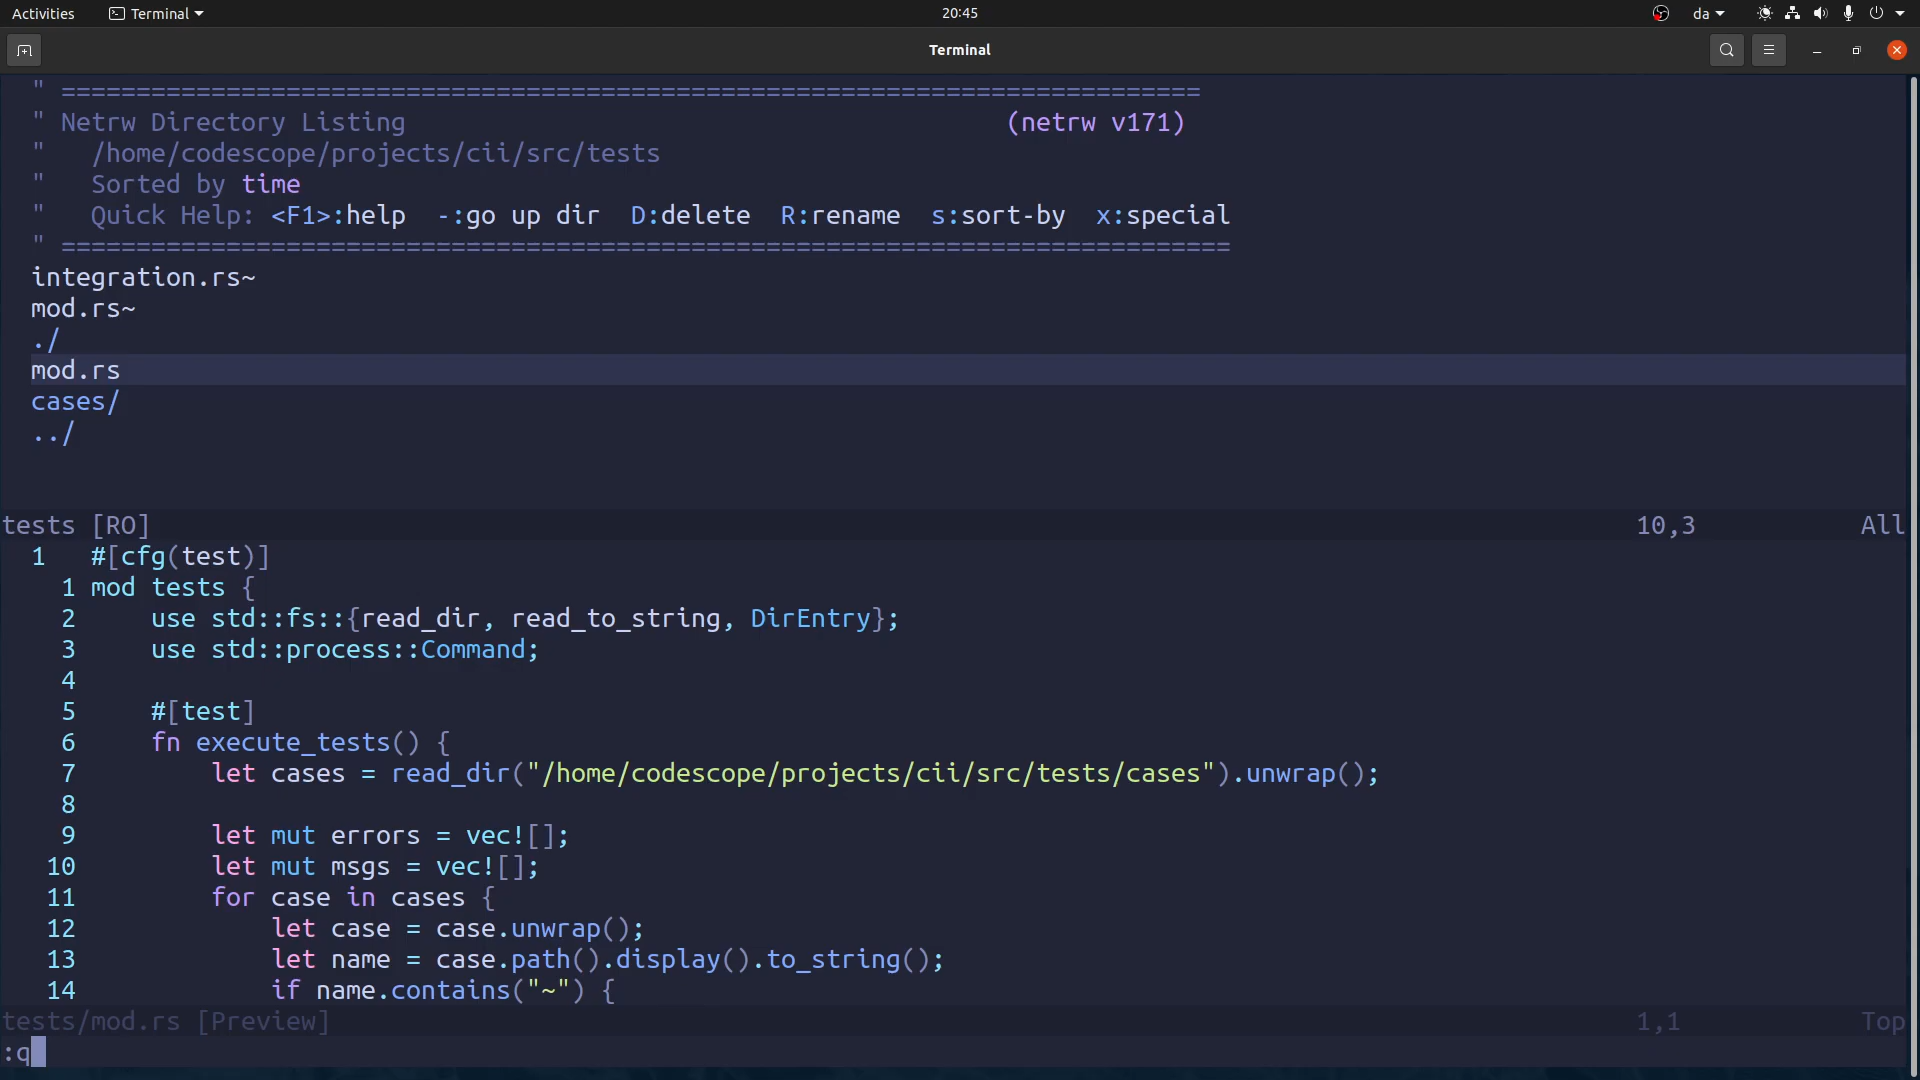 Activities Terminal 20:45 da
Terminal
" ============================================================================
" Netrw Directory Listing (netrw v171)
" /home/codescope/projects/cii/src/tests
" Sorted by time
" Quick Help: <F1>:help -:go up dir D:delete R:rename s:sort-by x:special
" ==============================================================================
integration.rs~
mod.rs~
./
mod.rs
cases/
../
tests [RO] 10,3 All
1 #[cfg(test)]
1 mod tests {
2 use std::fs::{read_dir, read_to_string, DirEntry};
3 use std::process::Command;
4
5 #[test]
6 fn execute_tests() {
7 let cases = read_dir("/home/codescope/projects/cii/src/tests/cases").unwrap();
8
9 let mut errors = vec![];
10 let mut msgs = vec![];
11 for case in cases {
12 let case = case.unwrap();
13 let name = case.path().display().to_string();
14 if name.contains("~") {
tests/mod.rs [Preview] 1,1 Top
:q